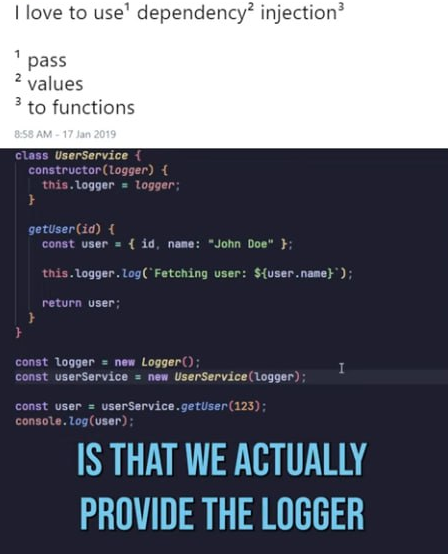 I love to use¹ dependency² injection³
¹ pass
² values
³ to functions
8:58 AM - 17 Jan 2019
class UserService {
constructor(logger) {
this.logger = logger;
}
getUser(id) {
const user = { id, name: "John Doe" };
this.logger.log(`Fetching user: ${user.name}`);
return user;
}
}
const logger = new Logger();
const userService = new UserService(logger);
const user = userService.getUser(123);
console.log(user);
IS THAT WE ACTUALLY
PROVIDE THE LOGGER